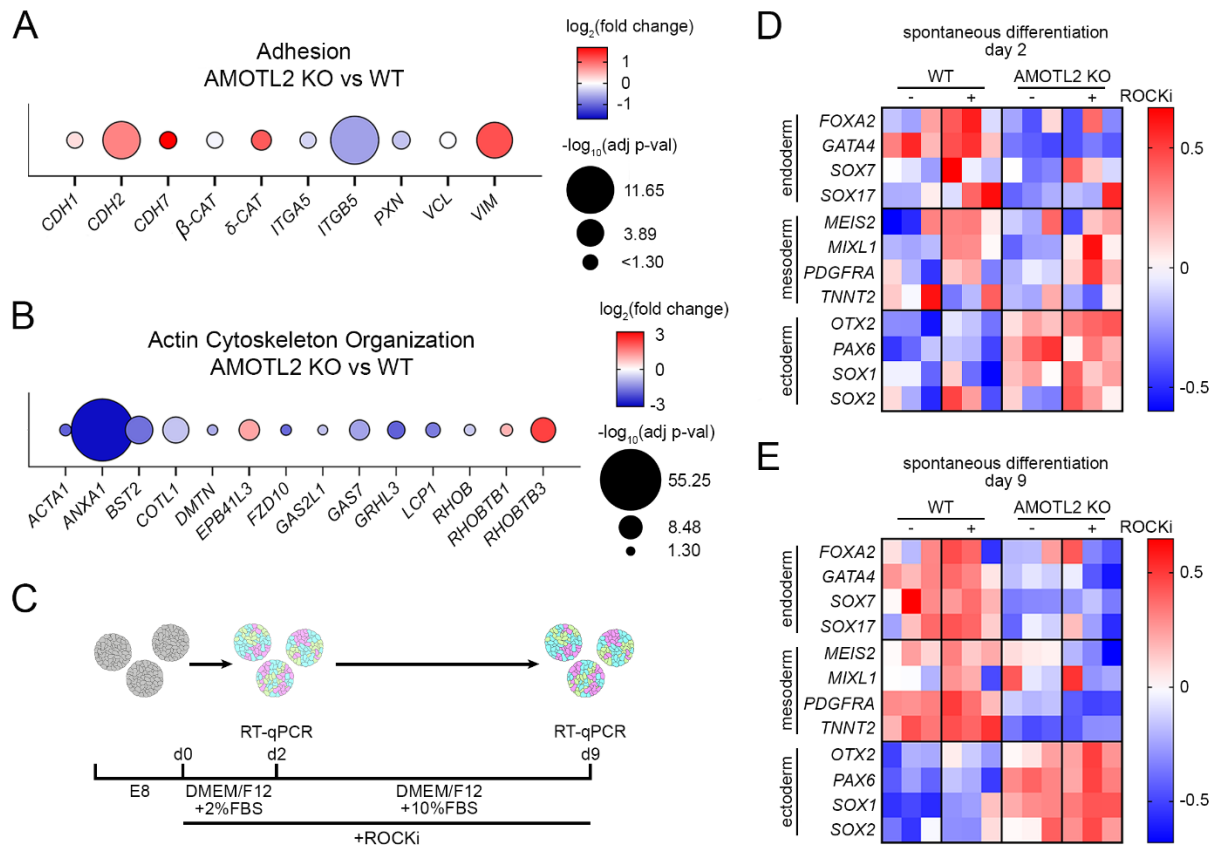 A
Adhesion
AMOTL2 KO vs WT
CDH1
CDH2
CDH7
β-CAT
δ-CAT
ITGA5
ITGB5
PXN
VCL
VIM
log2(fold change)
1
0
-1
-log10(adj p-val)
11.65
3.89
<1.30
B
Actin Cytoskeleton Organization
AMOTL2 KO vs WT
ACTA1
ANXA1
BST2
COTL1
DMTN
EPB41L3
FZD10
GAS2L1
GAS7
GRHL3
LCP1
RHOB
RHOBTB1
RHOBTB3
log2(fold change)
3
0
-3
-log10(adj p-val)
55.25
8.48
1.30
C
RT-qPCR
RT-qPCR
d0
d2
d9
E8
DMEM/F12
+2%FBS
DMEM/F12
+10%FBS
+ROCKi
D
spontaneous differentiation
day 2
WT
AMOTL2 KO
- + - + ROCKi
endoderm
FOXA2
GATA4
SOX7
SOX17
mesoderm
MEIS2
MIXL1
PDGFRA
TNNT2
ectoderm
OTX2
PAX6
SOX1
SOX2
0.5
0
-0.5
E
spontaneous differentiation
day 9
WT
AMOTL2 KO
- + - + ROCKi
endoderm
FOXA2
GATA4
SOX7
SOX17
mesoderm
MEIS2
MIXL1
PDGFRA
TNNT2
ectoderm
OTX2
PAX6
SOX1
SOX2
0.5
0
-0.5